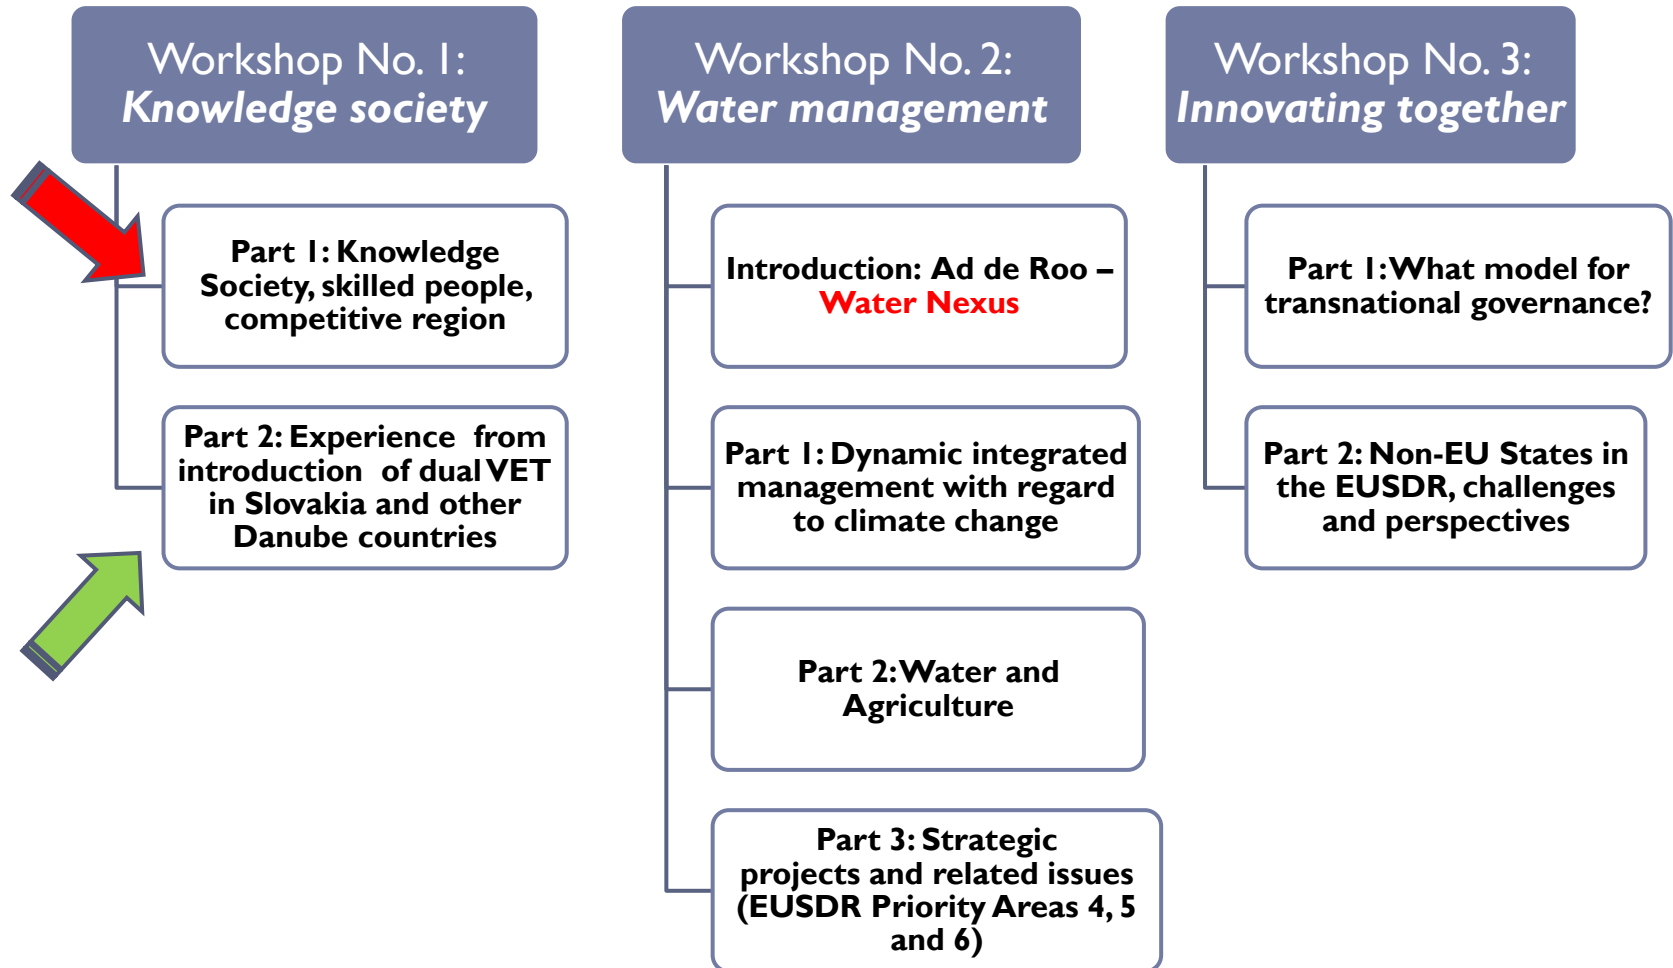 Workshop No. 1:
Knowledge society
Part 1: Knowledge
Society, skilled people,
competitive region
Part 2: Experience from
introduction of dual VET
in Slovakia and other
Danube countries
Workshop No. 2:
Water management
Introduction: Ad de Roo –
Water Nexus
Part 1: Dynamic integrated
management with regard
to climate change
Part 2: Water and
Agriculture
Part 3: Strategic
projects and related issues
(EUSDR Priority Areas 4, 5
and 6)
Workshop No. 3:
Innovating together
Part 1: What model for
transnational governance?
Part 2: Non-EU States in
the EUSDR, challenges
and perspectives